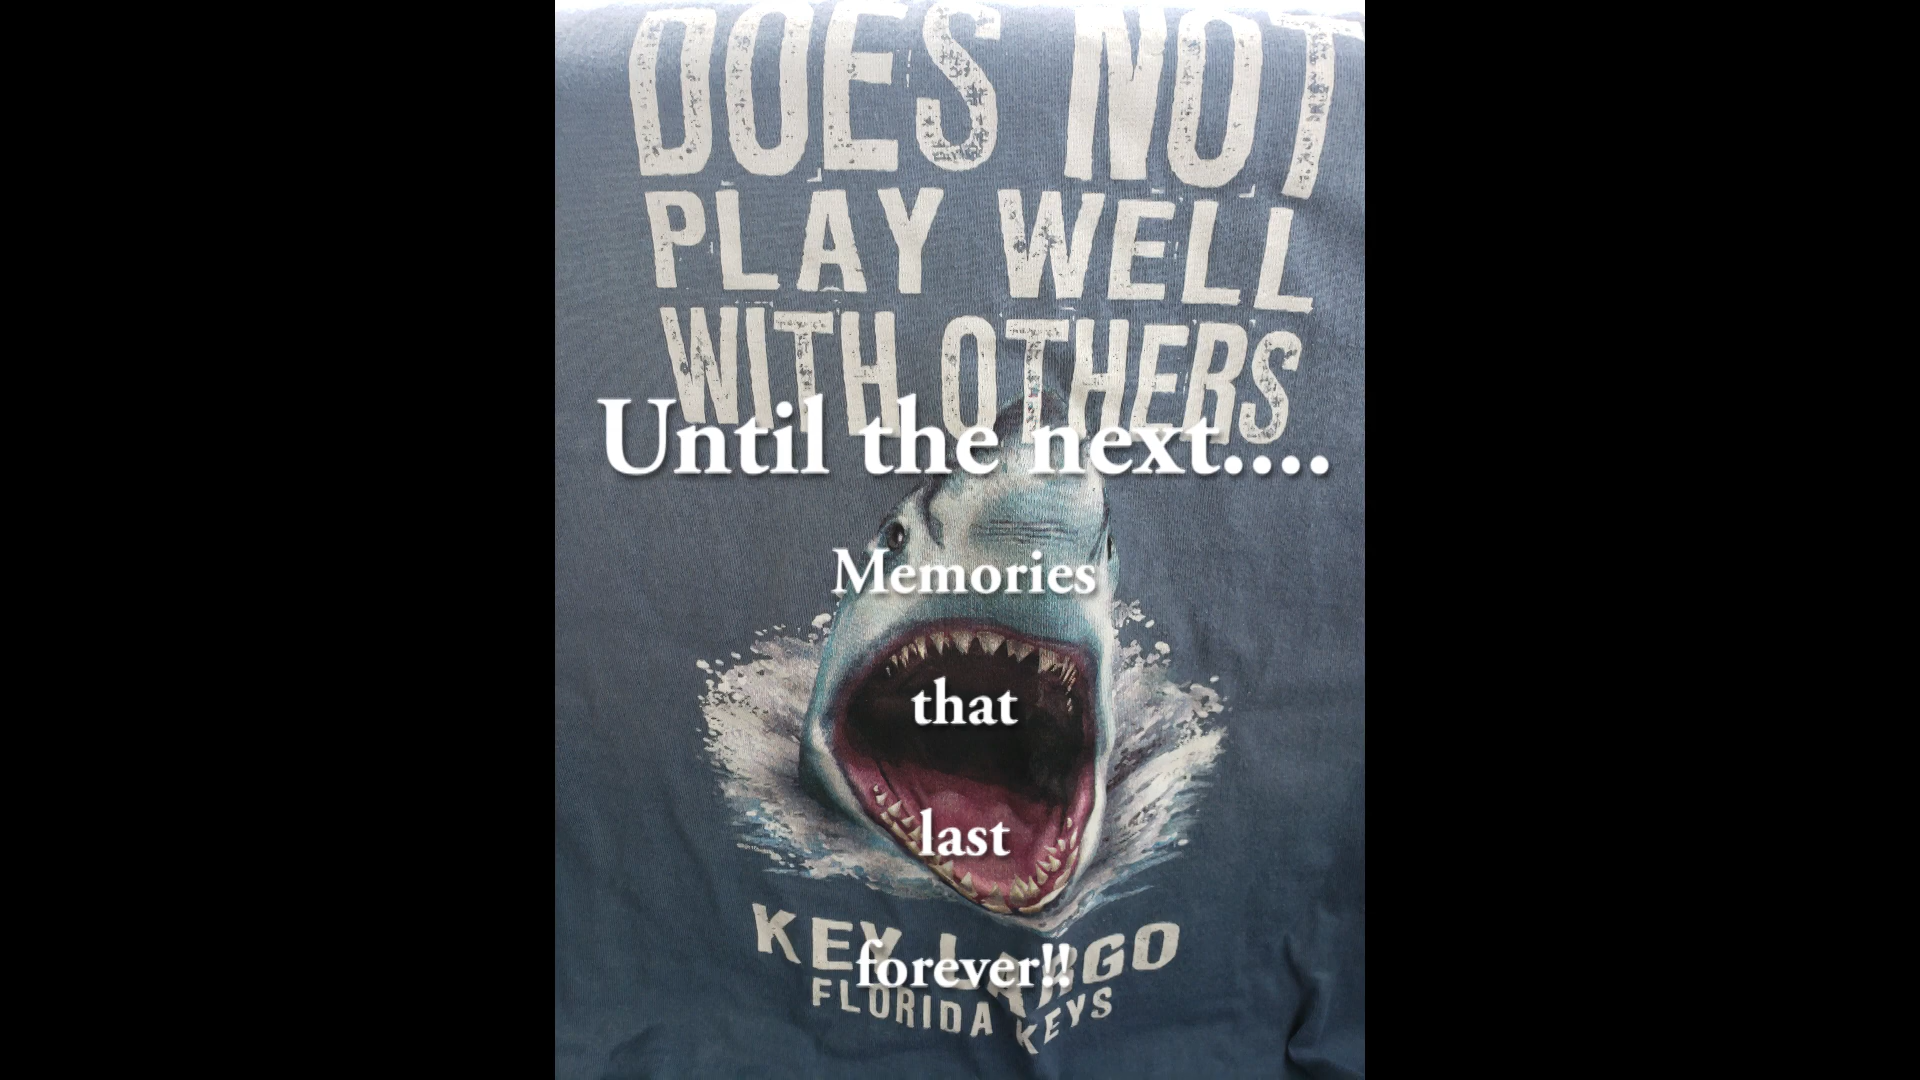 DOES NOT
PLAY WELL
WITH OTHERS
Until the next....
Memories
that
last
forever!!
KEY LARGO
FLORIDA KEYS